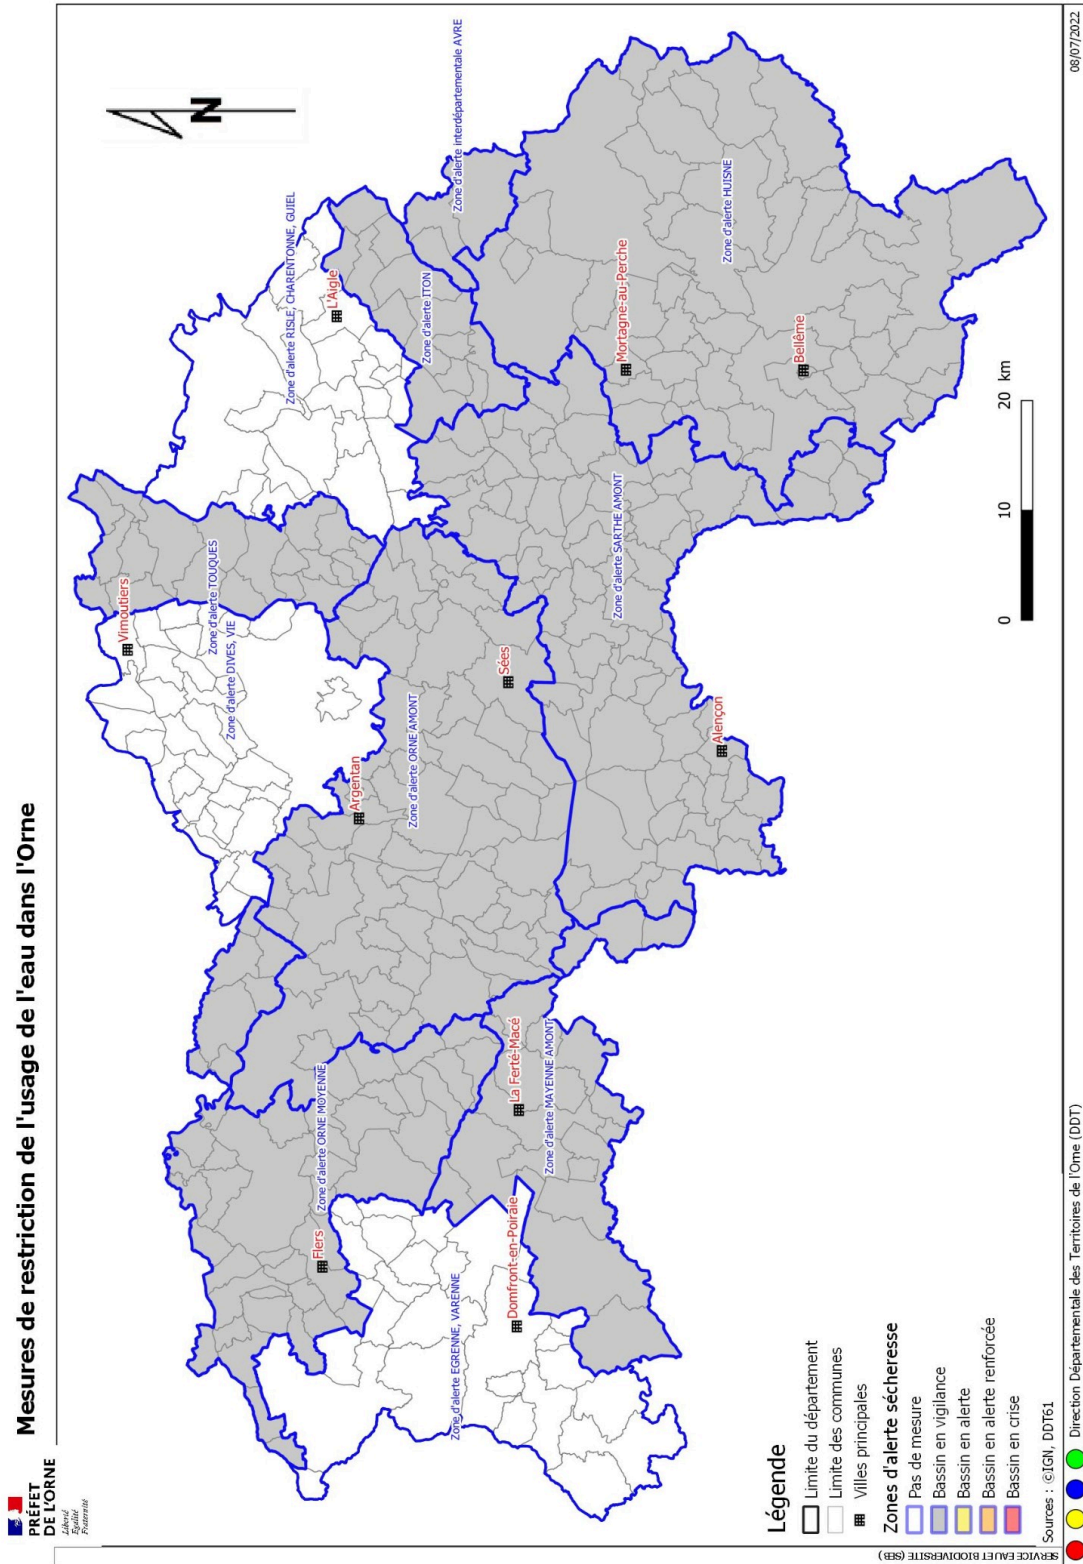 PRÉFET
DE L'ORNE
Liberté
Égalité
Fraternité
Mesures de restriction de l'usage de l'eau dans l'Orne
N
Zone d'alerte RISLE, CHARENTONNE, GUIEL
Zone d'alerte interdépartementale AVRE
L'Aigle
Zone d'alerte ITON
Vimoutiers
Zone d'alerte TOUQUES
Zone d'alerte DIVES, VIE
Argentan
Zone d'alerte ORNE AMONT
Sées
Flers
Zone d'alerte ORNE MOYENNE
Zone d'alerte EGRENNE, VARENNE
Domfront-en-Poiraie
La Ferté-Macé
Zone d'alerte MAYENNE AMONT
Zone d'alerte SARTHE AMONT
Alençon
Mortagne-au-Perche
Zone d'alerte HUISNE
Bellême
0 10 20 km
Légende
Limite du département
Limite des communes
Villes principales
Zones d'alerte sécheresse
Pas de mesure
Bassin en vigilance
Bassin en alerte
Bassin en alerte renforcée
Bassin en crise
Sources : ©IGN, DDT61
SERVICE EAU ET BIODIVERSITE (SEB)
Direction Départementale des Territoires de l'Orne (DDT)
08/07/2022